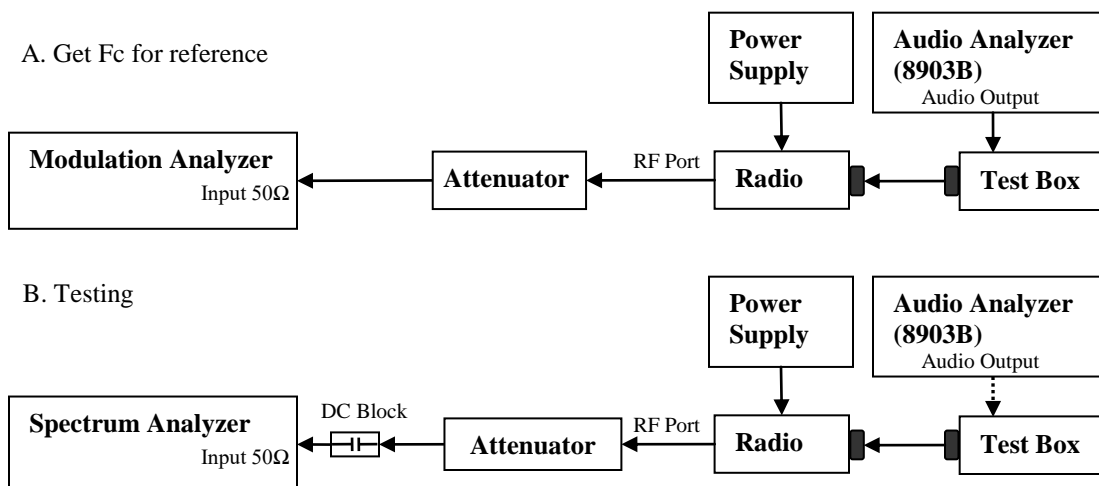 A. Get Fc for reference
Power
Supply
Audio Analyzer
(8903B)
Audio Output
Modulation Analyzer
Input 50Ω
Attenuator
RF Port
Radio
Test Box
B. Testing
Power
Supply
Audio Analyzer
(8903B)
Audio Output
Spectrum Analyzer
Input 50Ω
DC Block
Attenuator
RF Port
Radio
Test Box